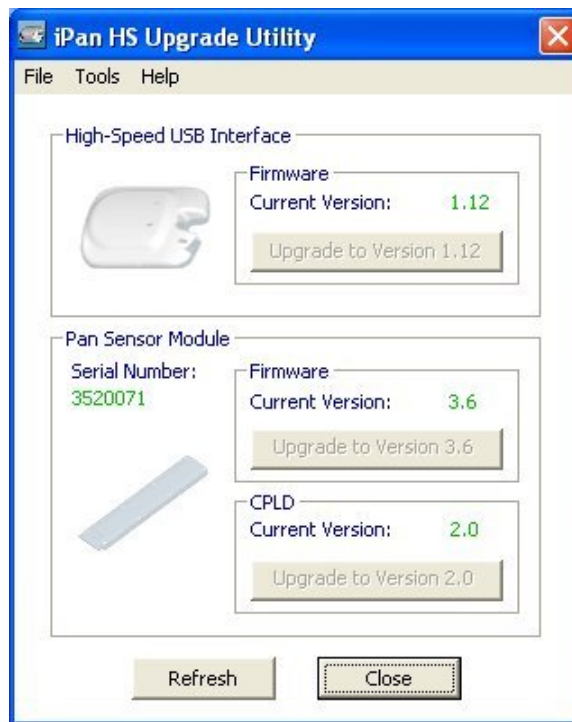 iPan HS Upgrade Utility
File Tools Help
High-Speed USB Interface
Firmware
Current Version: 1.12
Upgrade to Version 1.12
Pan Sensor Module
Serial Number:
3520071
Firmware
Current Version: 3.6
Upgrade to Version 3.6
CPLD
Current Version: 2.0
Upgrade to Version 2.0
Refresh Close